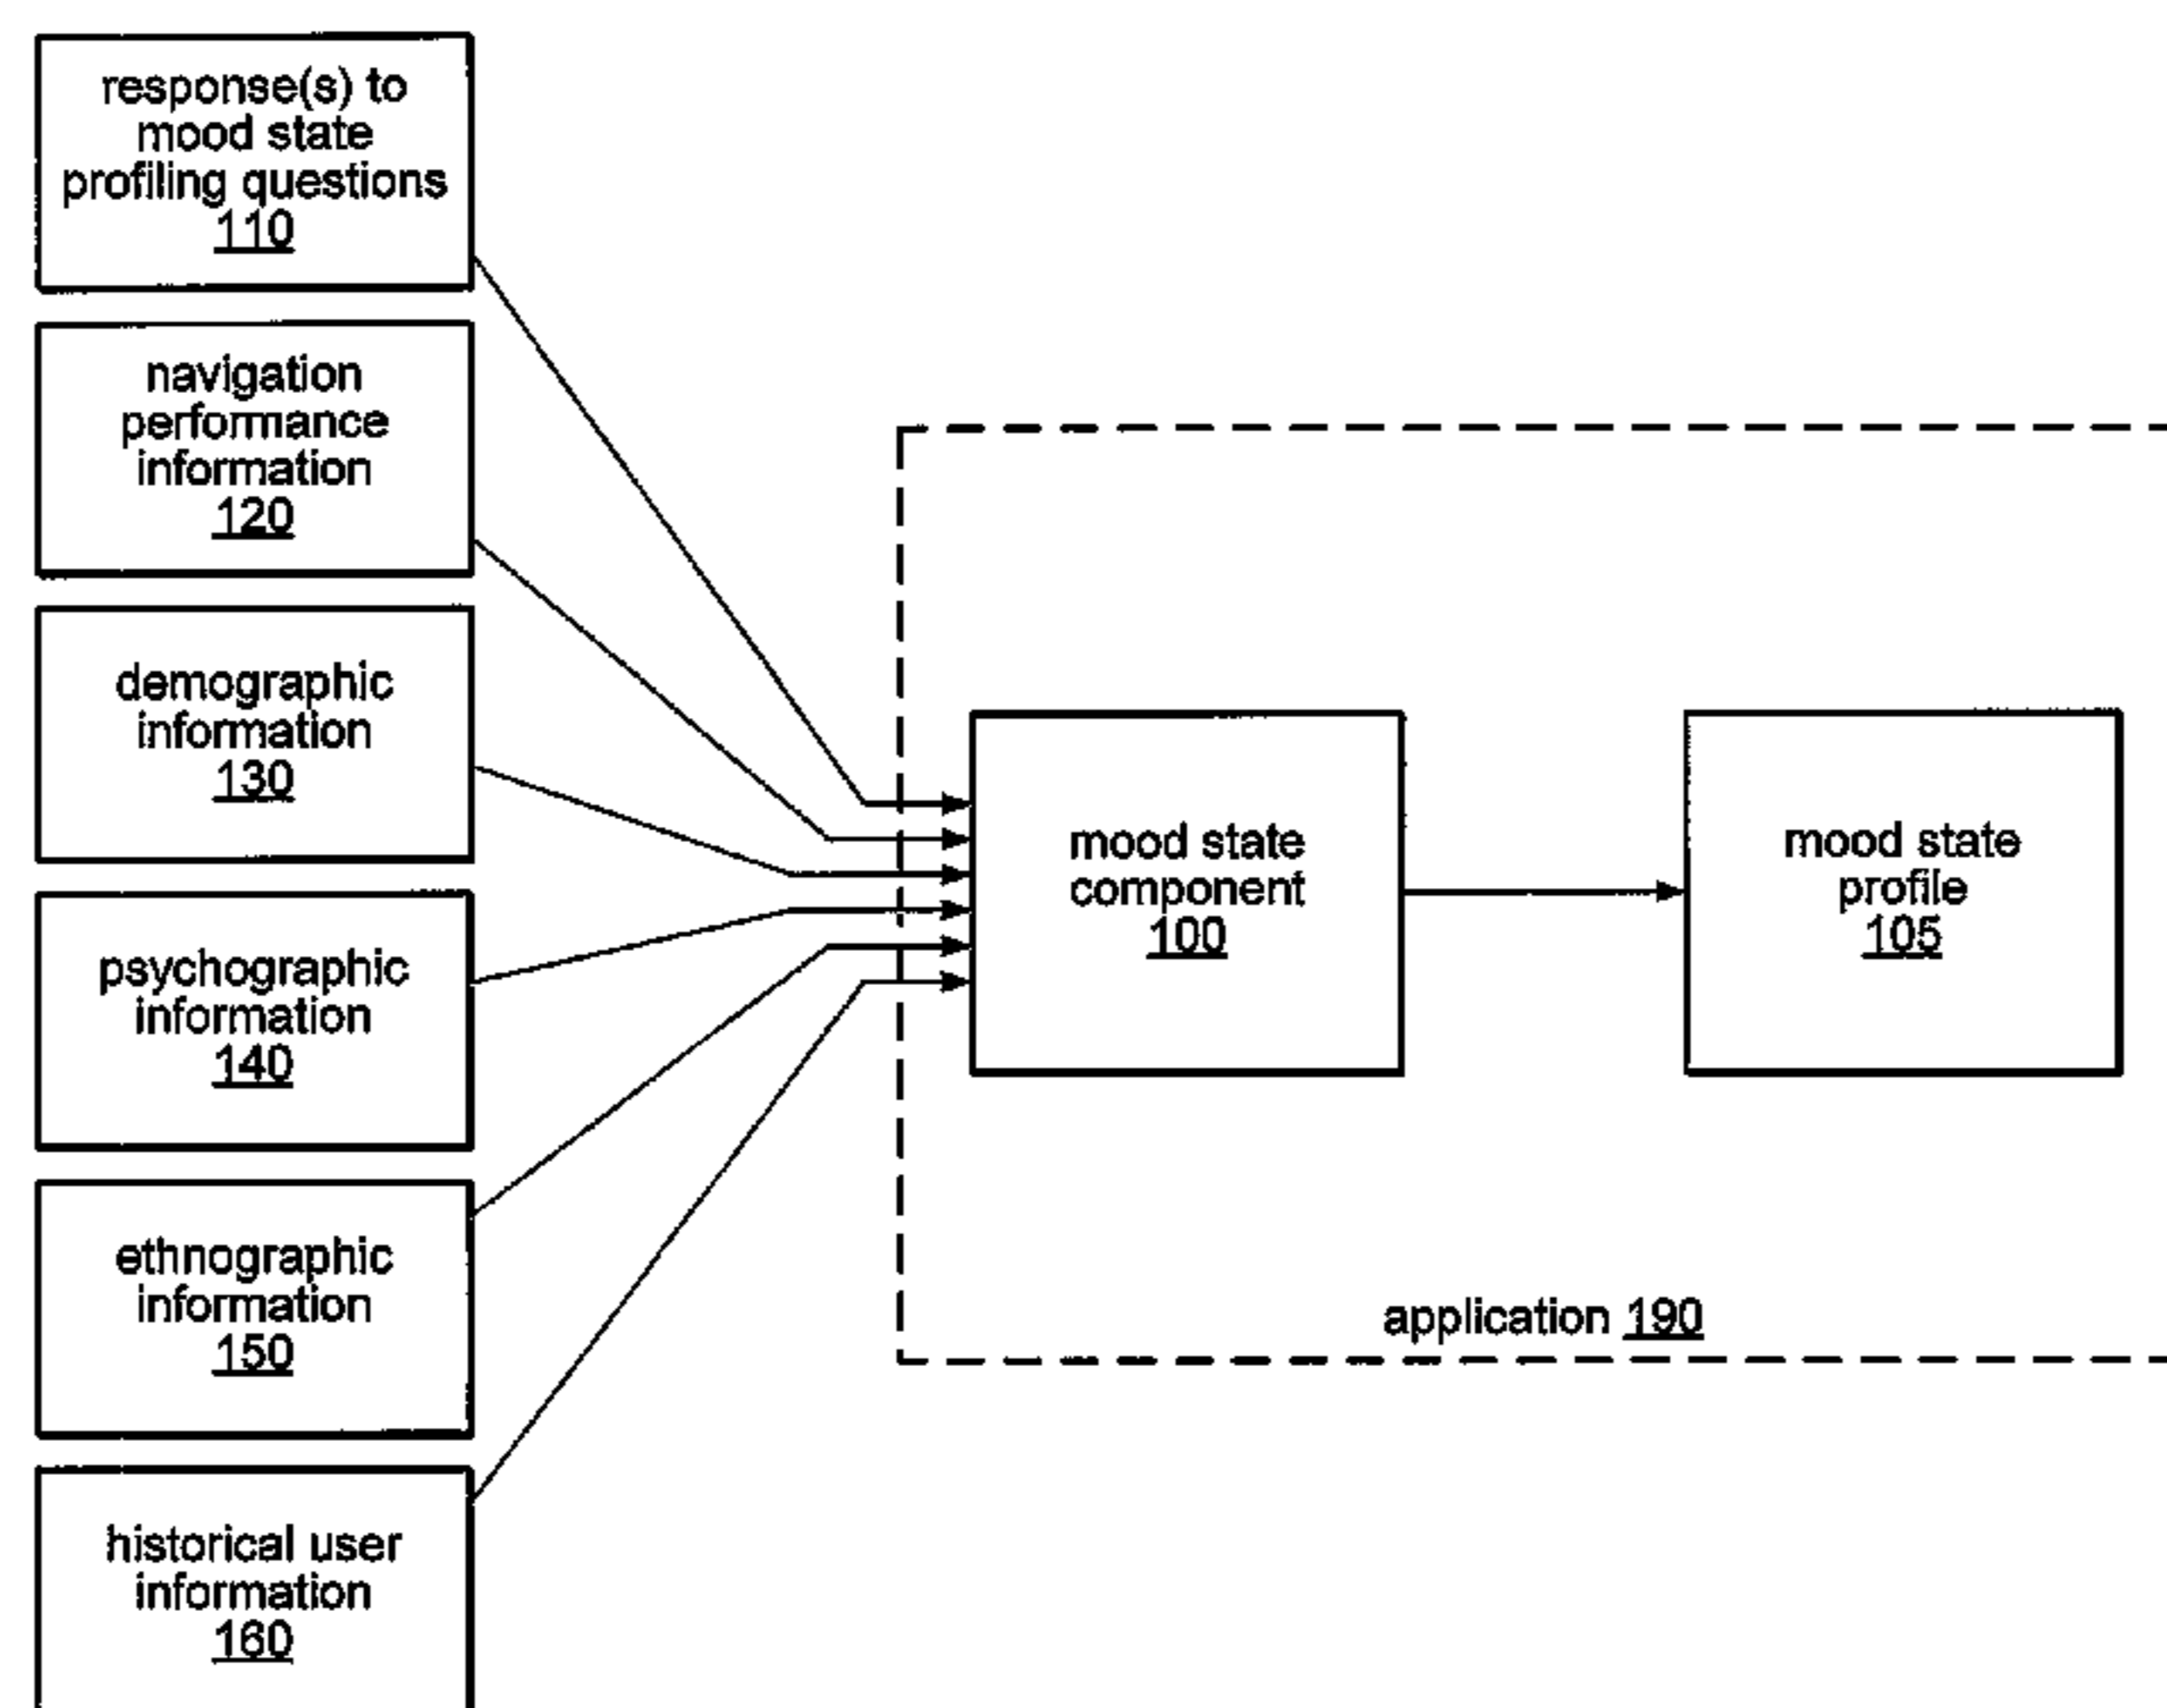 response(s) to
mood state
profiling questions
110
navigation
performance
information
120
demographic
information
130
psychographic
information
140
ethnographic
information
150
historical user
information
160
mood state
component
100
mood state
profile
105
application 190